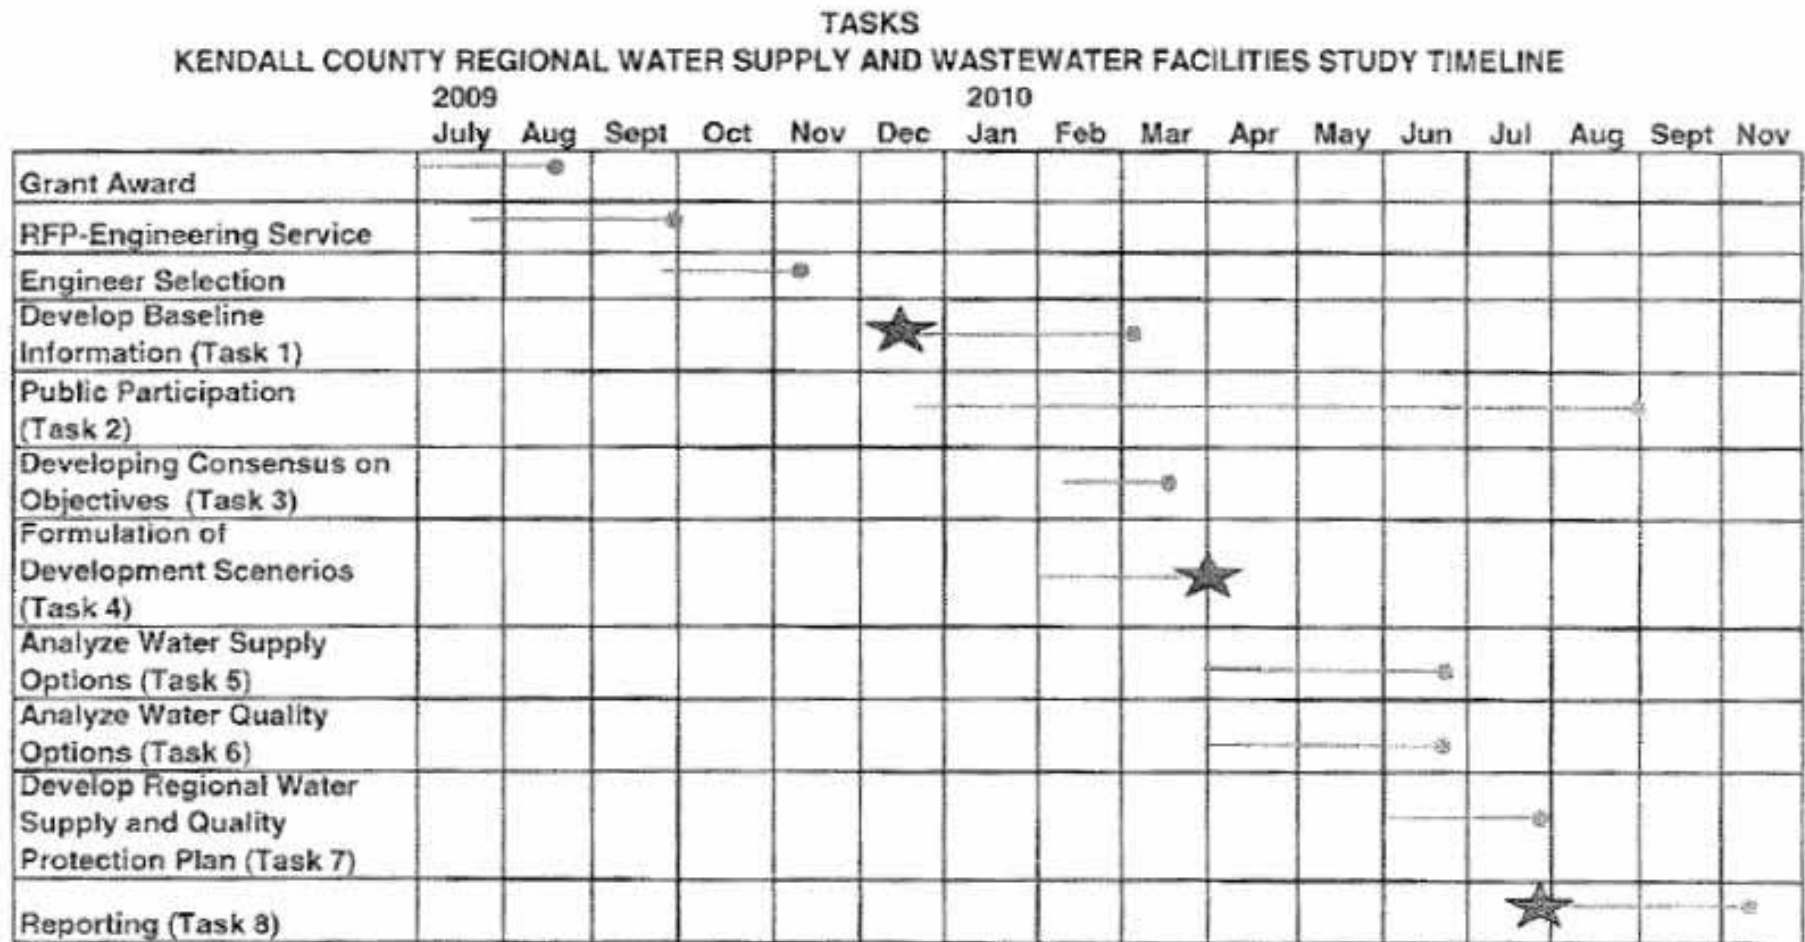 TASKS
KENDALL COUNTY REGIONAL WATER SUPPLY AND WASTEWATER FACILITIES STUDY TIMELINE
2009 2010
July Aug Sept Oct Nov Dec Jan Feb Mar Apr May Jun Jul Aug Sept Nov
Grant Award
RFP-Engineering Service
Engineer Selection
Develop Baseline
Information (Task 1)
Public Participation
(Task 2)
Developing Consensus on
Objectives (Task 3)
Formulation of
Development Scenerios
(Task 4)
Analyze Water Supply
Options (Task 5)
Analyze Water Quality
Options (Task 6)
Develop Regional Water
Supply and Quality
Protection Plan (Task 7)
Reporting (Task 8)